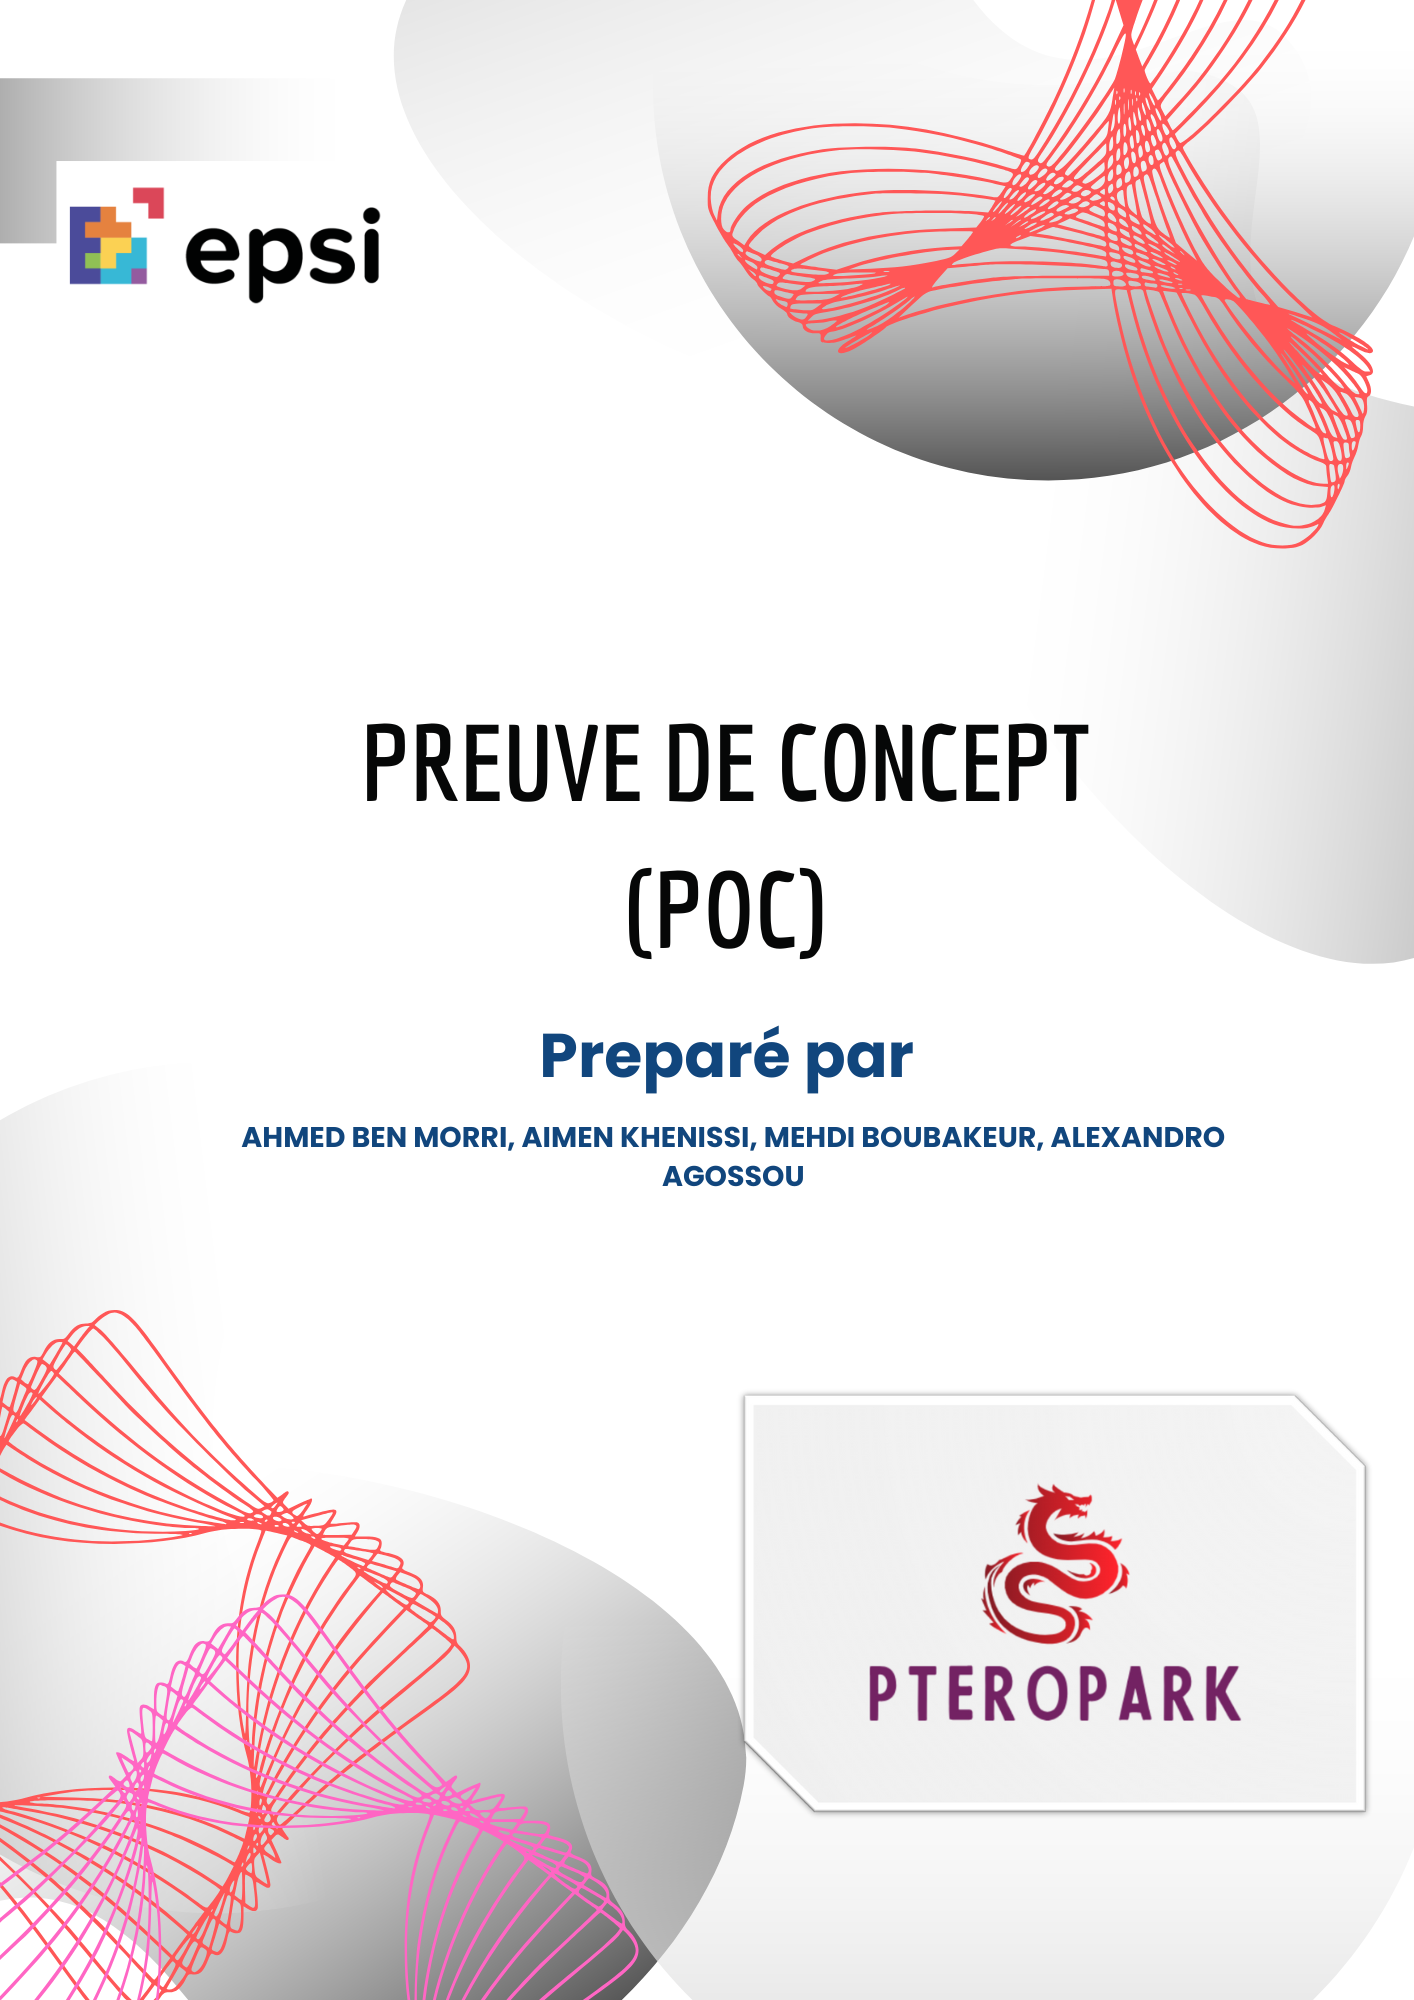 epsi
PREUVE DE CONCEPT
(POC)
Preparé par
AHMED BEN MORRI, AIMEN KHENISSI, MEHDI BOUBAKEUR, ALEXANDRO
AGOSSOU
PTEROPARK